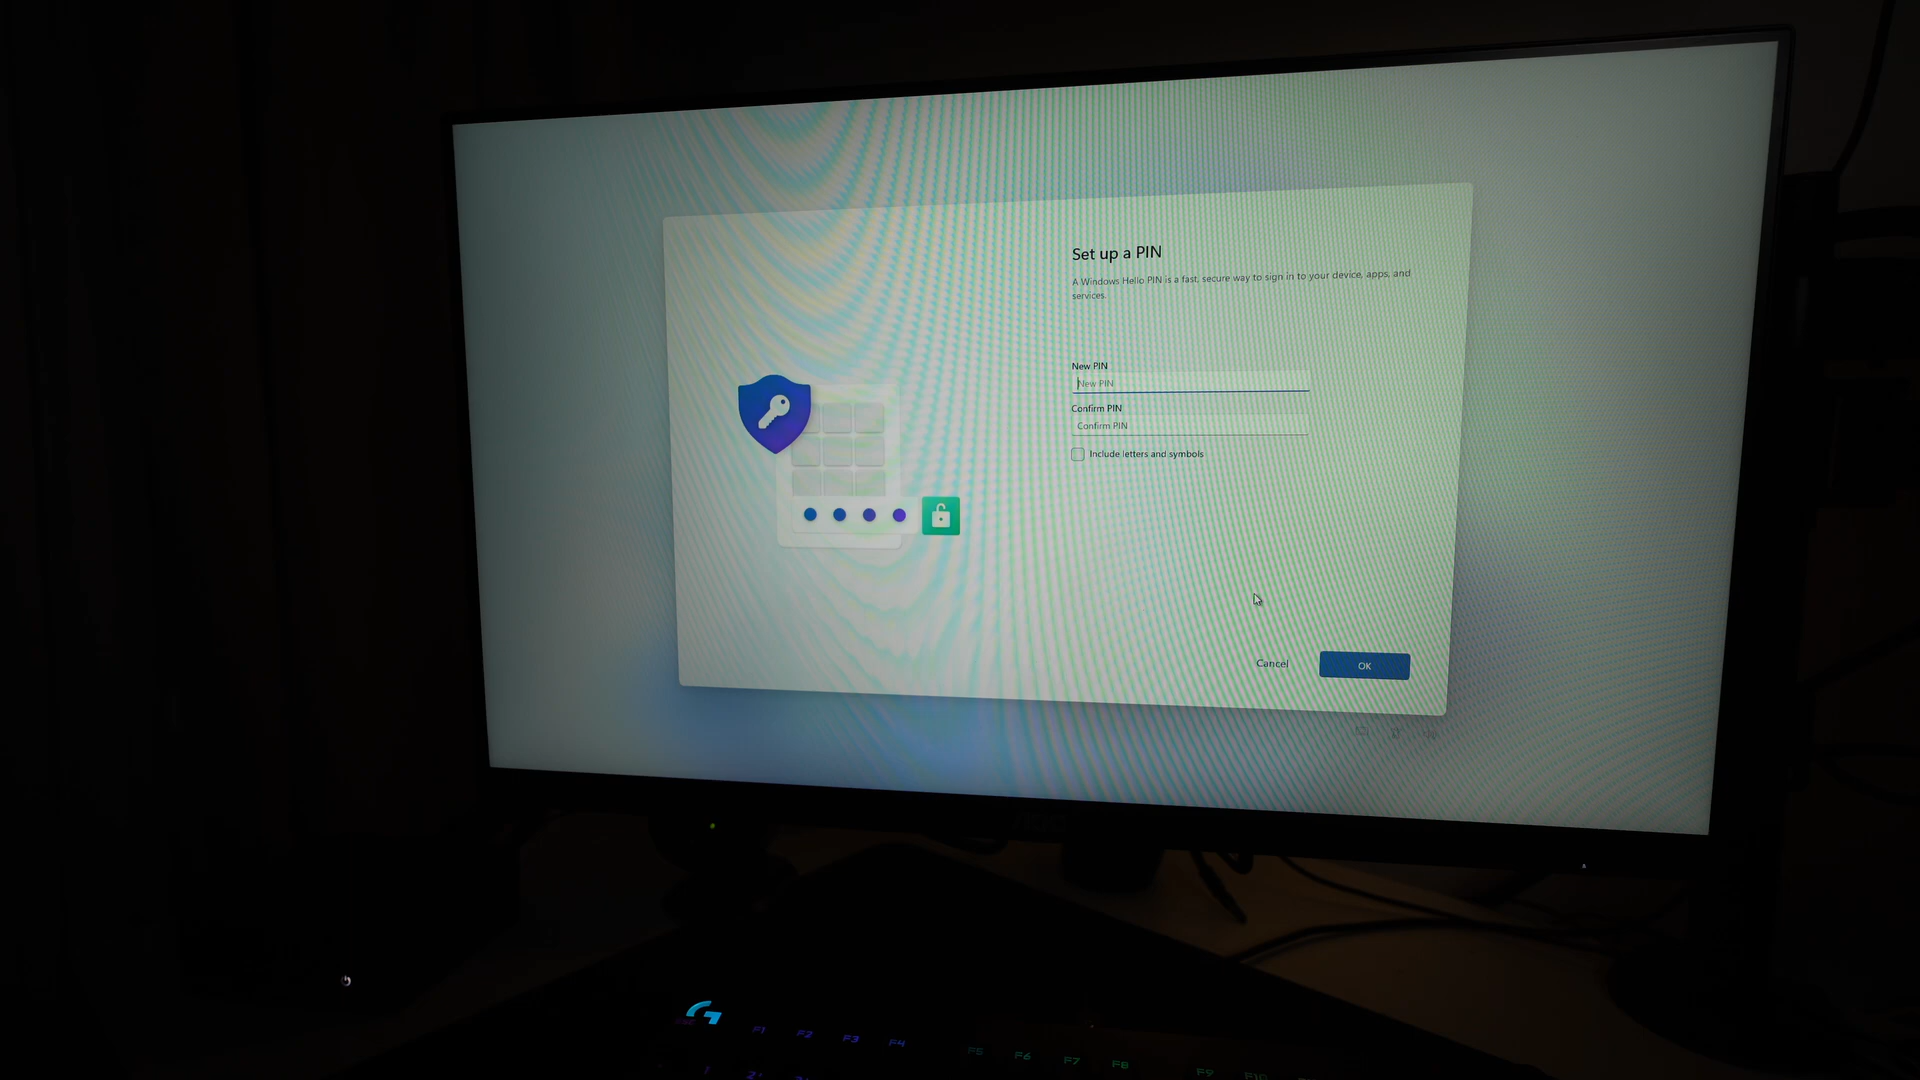 Set up a PIN
A Windows Hello PIN is a fast, secure way to sign in to your device, apps, and
services.
New PIN
New PIN
Confirm PIN
Confirm PIN
Include letters and symbols
Cancel
OK
F1 F2 F3 F4 F5 F6 F7 F8 F9 F10